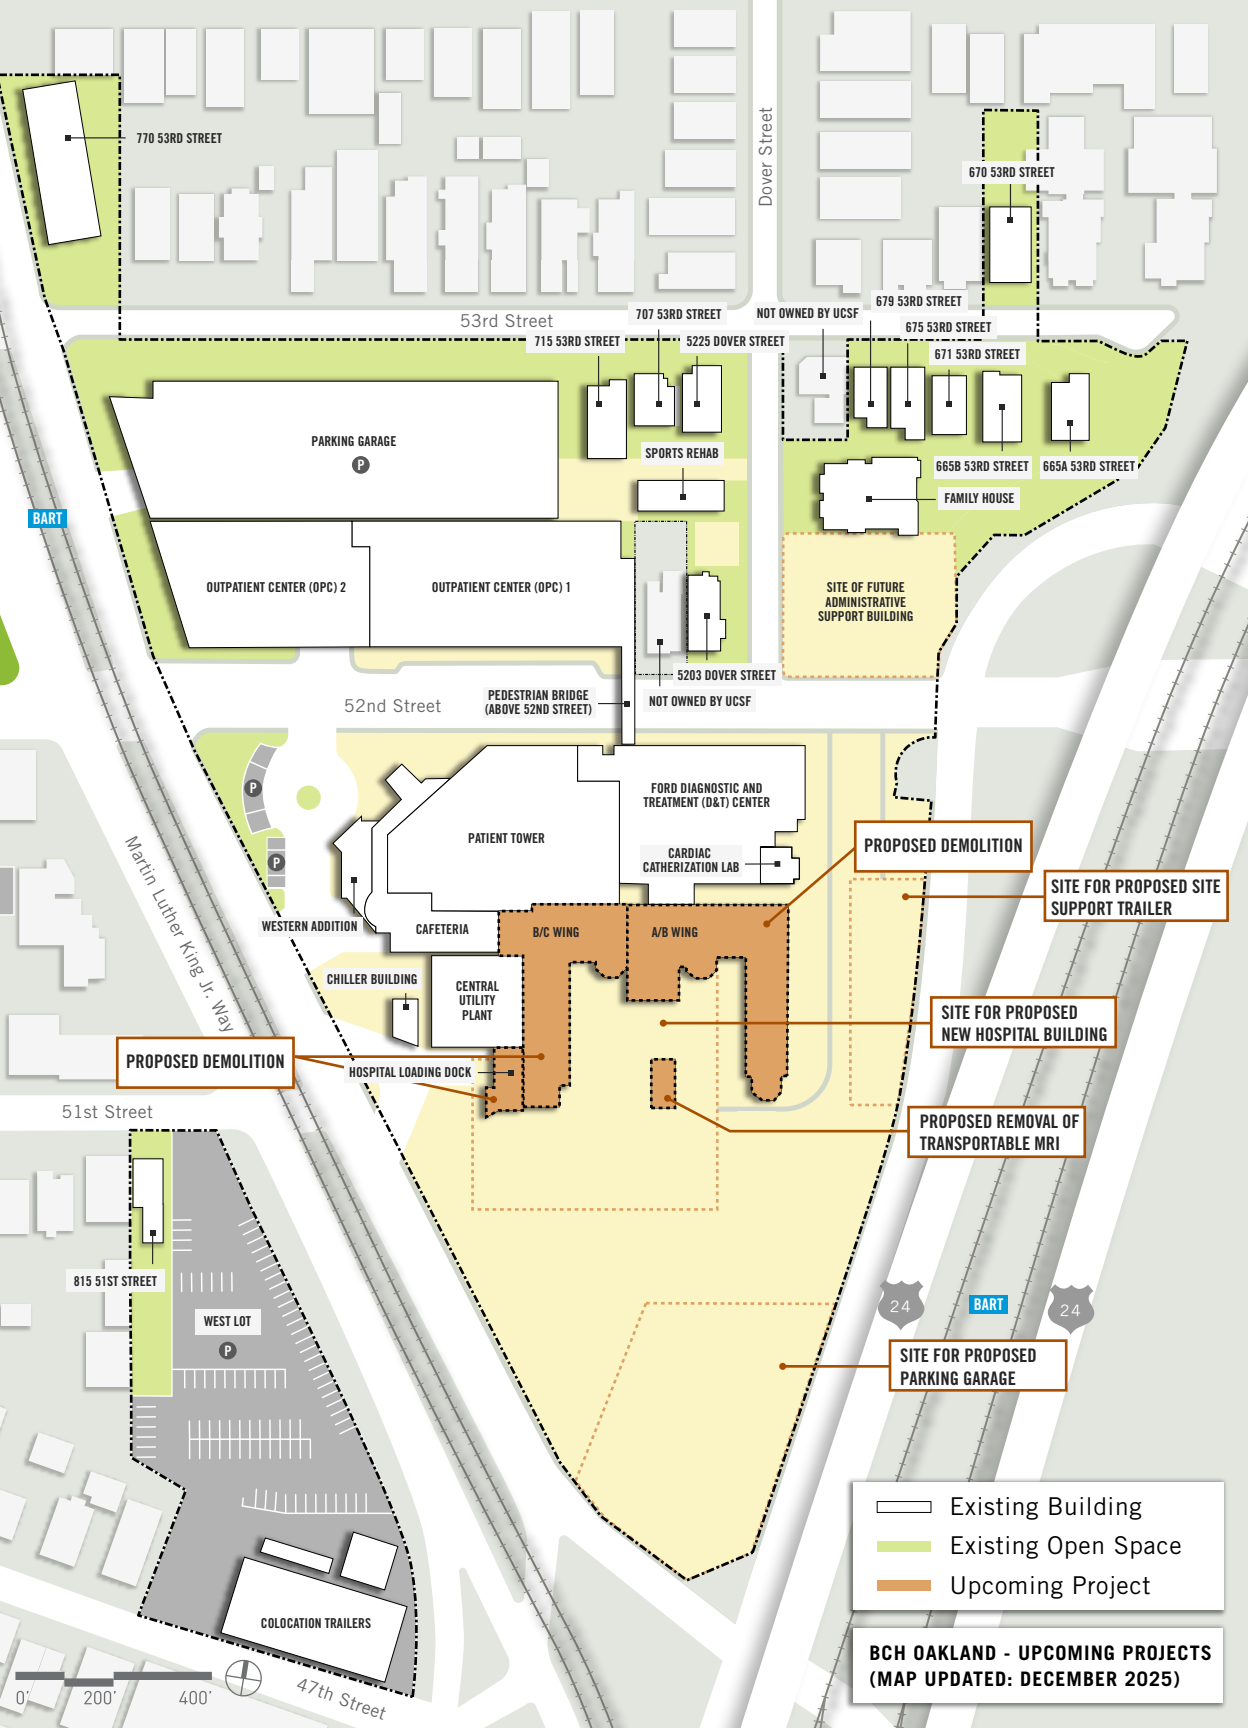 770 53RD STREET
Dover Street
670 53RD STREET
53rd Street
707 53RD STREET
NOT OWNED BY UCSF
679 53RD STREET
675 53RD STREET
715 53RD STREET
5225 DOVER STREET
671 53RD STREET
PARKING GARAGE
P
SPORTS REHAB
665B 53RD STREET
665A 53RD STREET
FAMILY HOUSE
BART
OUTPATIENT CENTER (OPC) 2
OUTPATIENT CENTER (OPC) 1
SITE OF FUTURE
ADMINISTRATIVE
SUPPORT BUILDING
5203 DOVER STREET
NOT OWNED BY UCSF
PEDESTRIAN BRIDGE
(ABOVE 52ND STREET)
52nd Street
P
P
FORD DIAGNOSTIC AND
TREATMENT (D&T) CENTER
PATIENT TOWER
CARDIAC
CATHERIZATION LAB
PROPOSED DEMOLITION
SITE FOR PROPOSED SITE
SUPPORT TRAILER
Martin Luther King Jr. Way
WESTERN ADDITION
CAFETERIA
B/C WING
A/B WING
CHILLER BUILDING
CENTRAL
UTILITY
PLANT
SITE FOR PROPOSED
NEW HOSPITAL BUILDING
PROPOSED DEMOLITION
HOSPITAL LOADING DOCK
51st Street
PROPOSED REMOVAL OF
TRANSPORTABLE MRI
815 51ST STREET
WEST LOT
P
24
BART
24
SITE FOR PROPOSED
PARKING GARAGE
COLOCATION TRAILERS
47th Street
0'
200'
400'
Existing Building
Existing Open Space
Upcoming Project
BCH OAKLAND - UPCOMING PROJECTS
(MAP UPDATED: DECEMBER 2025)